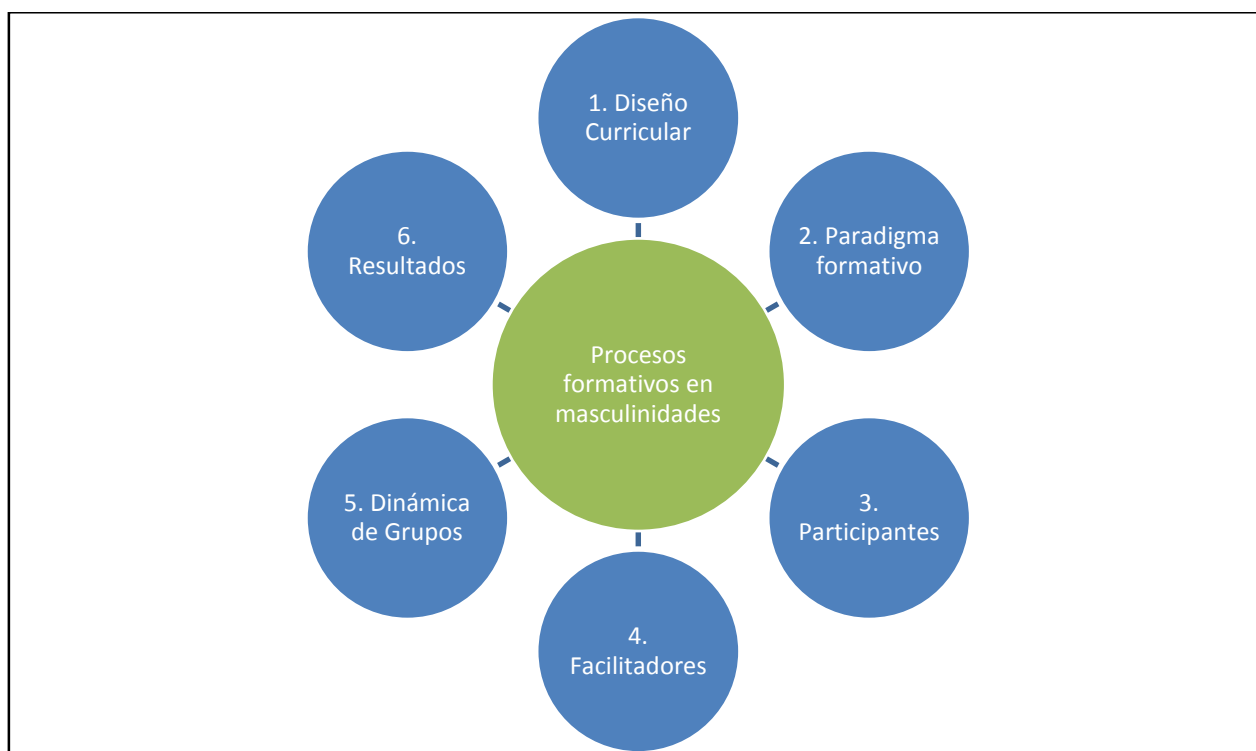 1. Diseño
Curricular
2. Paradigma
formativo
3.
Participantes
4.
Facilitadores
5. Dinámica
de Grupos
6.
Resultados
Procesos
formativos en
masculinidades